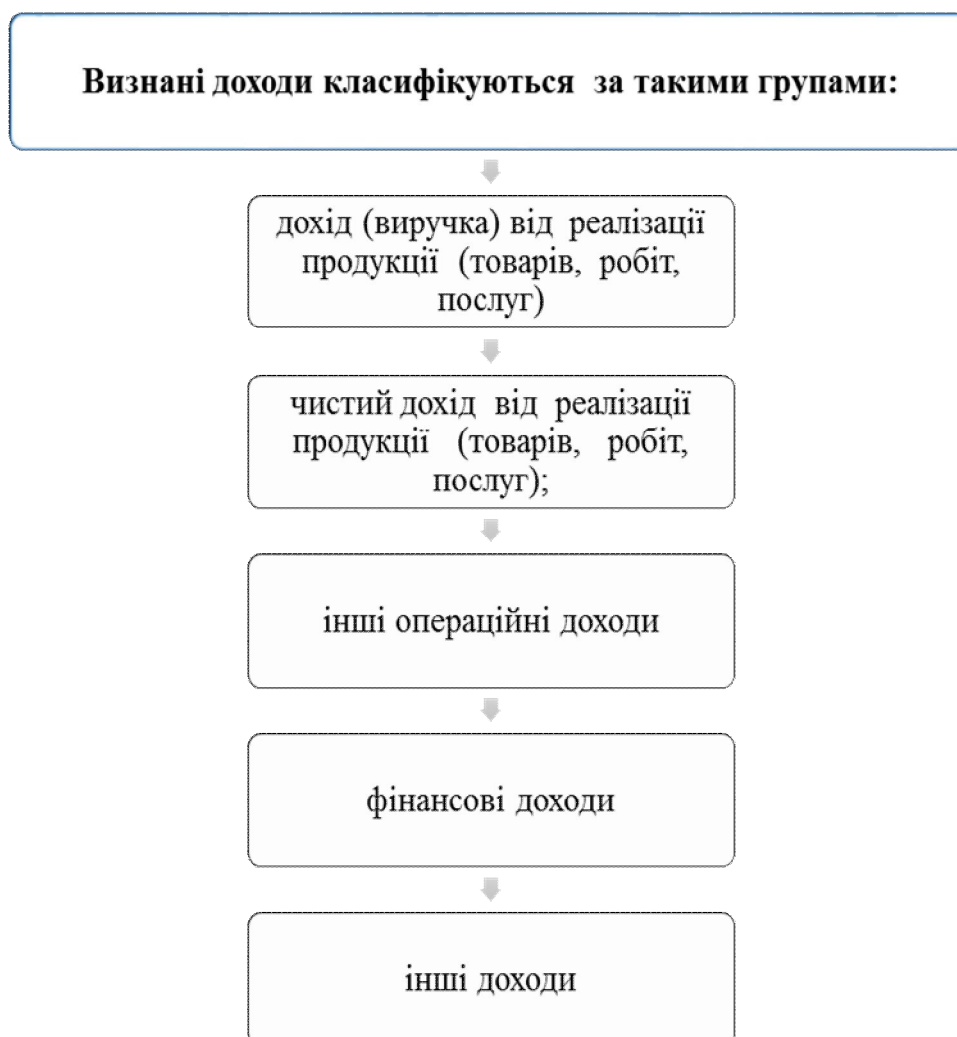 Визнані доходи класифікуються за такими групами:
дохід (виручка) від реалізації
продукції (товарів, робіт,
послуг)
чистий дохід від реалізації
продукції (товарів, робіт,
послуг);
інші операційні доходи
фінансові доходи
інші доходи